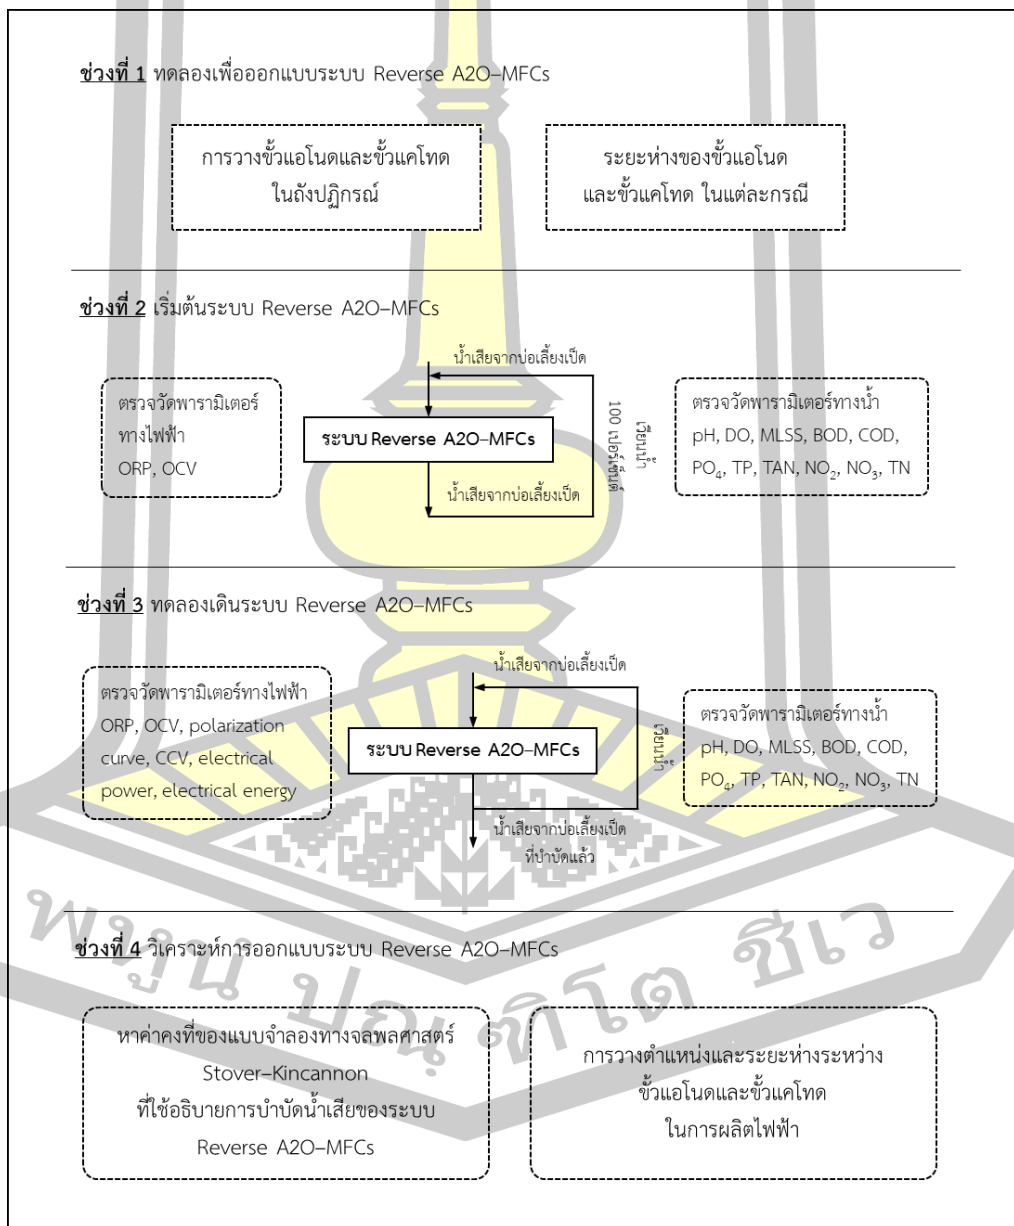 ช่วงที่ 1 ทดลองเพื่อออกแบบระบบ Reverse A2O–MFCs
การวางขั้วแอโนดและขั้วแคโทด
ในถังปฏิกรณ์
ระยะห่างของขั้วแอโนด
และขั้วแคโทด ในแต่ละกรณี
ช่วงที่ 2 เริ่มต้นระบบ Reverse A2O–MFCs
ตรวจวัดพารามิเตอร์
ทางไฟฟ้า
ORP, OCV
น้ำเสียจากบ่อเลี้ยงเป็ด
ระบบ Reverse A2O–MFCs
น้ำเสียจากบ่อเลี้ยงเป็ด
เวียนน้ำ
100 เปอร์เซ็นต์
ตรวจวัดพารามิเตอร์ทางน้ำ
pH, DO, MLSS, BOD, COD,
PO₄, TP, TAN, NO₂, NO₃, TN
ช่วงที่ 3 ทดลองเดินระบบ Reverse A2O–MFCs
ตรวจวัดพารามิเตอร์ทางไฟฟ้า
ORP, OCV, polarization
curve, CCV, electrical
power, electrical energy
น้ำเสียจากบ่อเลี้ยงเป็ด
ระบบ Reverse A2O–MFCs
เวียนน้ำ
น้ำเสียจากบ่อเลี้ยงเป็ด
ที่บำบัดแล้ว
ตรวจวัดพารามิเตอร์ทางน้ำ
pH, DO, MLSS, BOD, COD,
PO₄, TP, TAN, NO₂, NO₃, TN
ช่วงที่ 4 วิเคราะห์การออกแบบระบบ Reverse A2O–MFCs
หาค่าคงที่ของแบบจำลองทางจลพลศาสตร์
Stover–Kincannon
ที่ใช้อธิบายการบำบัดน้ำเสียของระบบ
Reverse A2O–MFCs
การวางตำแหน่งและระยะห่างระหว่าง
ขั้วแอโนดและขั้วแคโทด
ในการผลิตไฟฟ้า
พหูน ปณฺฑิโต ชีเว